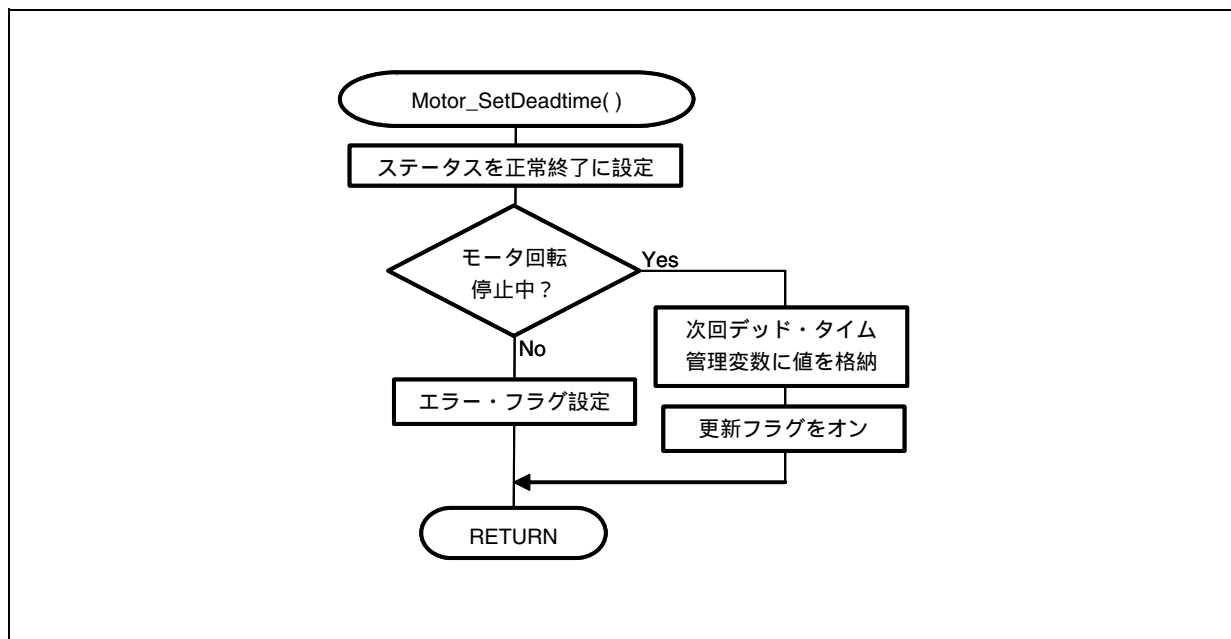 Motor_SetDeadtime( )
ステータスを正常終了に設定
モータ回転
停止中？
Yes
No
次回デッド・タイム
管理変数に値を格納
エラー・フラグ設定
更新フラグをオン
RETURN